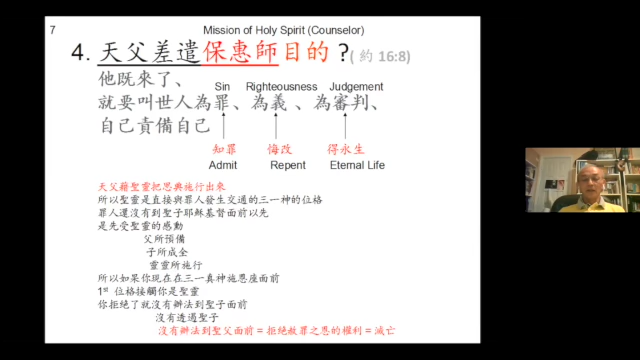 7
Mission of Holy Spirit (Counselor)
4. 天父差遣保惠師目的 ? ( 約 16:8)
他既來了、
Sin Righteousness Judgement
就要叫世人為罪、為義 、為審判、
自己責備自己
知罪 悔改 得永生
Admit Repent Eternal Life
天父藉聖靈把恩典施行出來
所以聖靈是直接與罪人發生交通的三一神的位格
罪人還沒有到聖子耶穌基督面前以先
是先受聖靈的感動
父所預備
子所成全
靈靈所施行
所以如果你現在在三一真神施恩座面前
1st 位格接觸你是聖靈
你拒絕了就沒有辦法到聖子面前
沒有透過聖子
沒有辦法到聖父面前 = 拒絕赦罪之恩的權利 = 滅亡